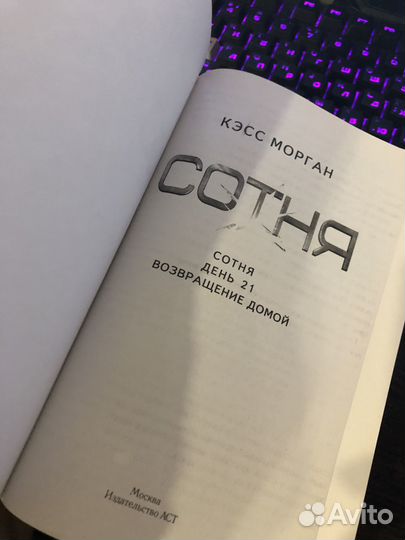 КЭСС МОРГАН
СОТНЯ
СОТНЯ
ДЕНЬ 21
ВОЗВРАЩЕНИЕ ДОМОЙ
Москва
Издательство АСТ
Avito